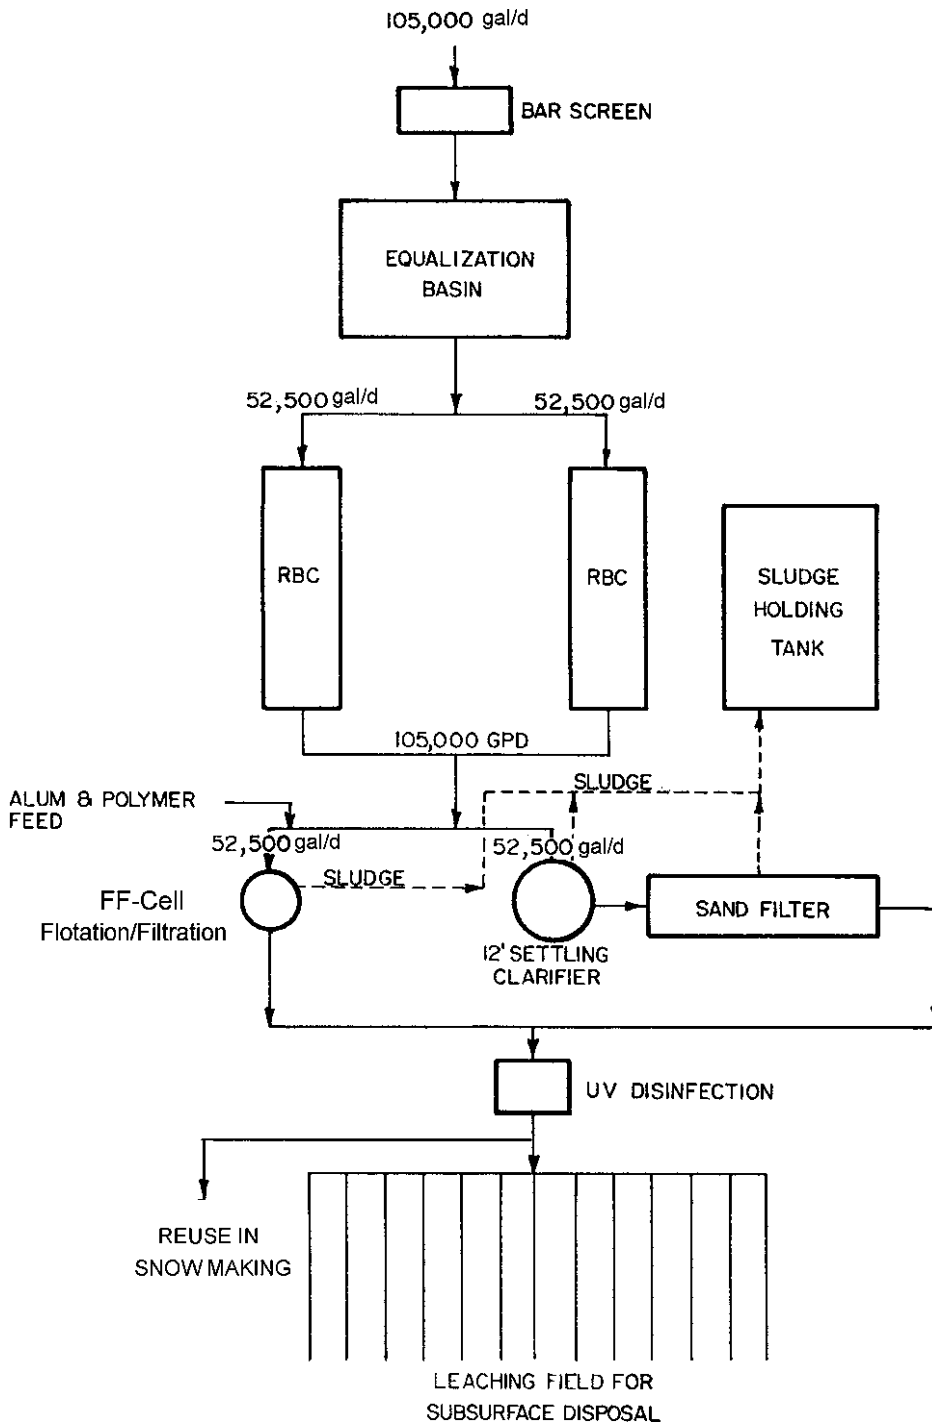 105,000 gal/d
BAR SCREEN
EQUALIZATION
BASIN
52,500 gal/d
52,500 gal/d
RBC
RBC
SLUDGE
HOLDING
TANK
105,000 GPD
SLUDGE
ALUM & POLYMER
FEED
52,500 gal/d
52,500 gal/d
SLUDGE
FF-Cell
Flotation/Filtration
SAND FILTER
12' SETTLING
CLARIFIER
UV DISINFECTION
REUSE IN
SNOW MAKING
LEACHING FIELD FOR
SUBSURFACE DISPOSAL